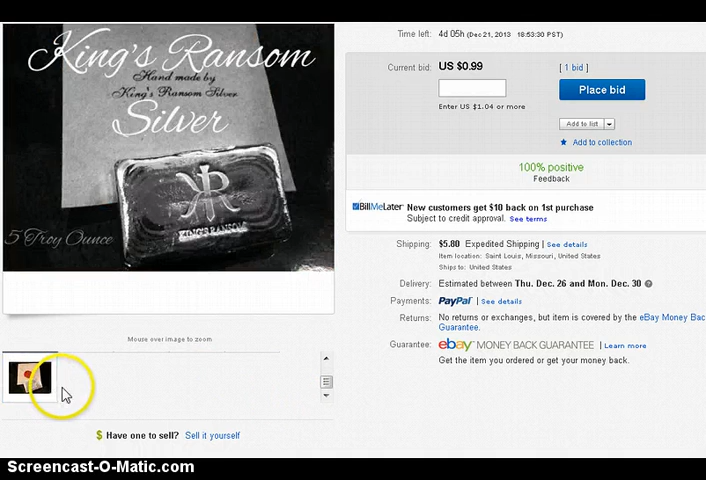 King's Ransom
Hand made by
King's Ransom Silver
Silver
KR
KING'S RANSOM
5 Troy Ounce
Mouse over image to zoom
$ Have one to sell? Sell it yourself
Time left: 4d 05h (Dec 21, 2013 18:53:30 PST)
Current bid: US $0.99 [ 1 bid ]
Place bid
Enter US $1.04 or more
Add to list
Add to collection
100% positive
Feedback
BillMeLater New customers get $10 back on 1st purchase
Subject to credit approval. See terms
Shipping: $5.80 Expedited Shipping | See details
Item location: Saint Louis, Missouri, United States
Ships to: United States
Delivery: Estimated between Thu. Dec. 26 and Mon. Dec. 30 ?
Payments: PayPal | See details
Returns: No returns or exchanges, but item is covered by the eBay Money Bac
Guarantee.
Guarantee: ebay MONEY BACK GUARANTEE | Learn more
Get the item you ordered or get your money back.
Screencast-O-Matic.com